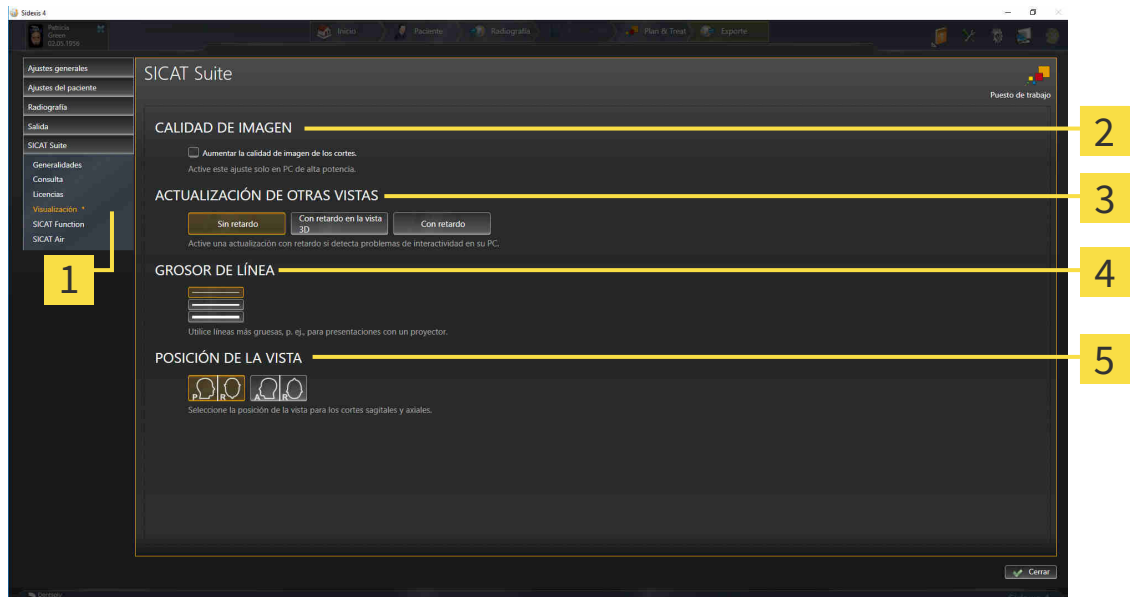 Sidexis 4
Patricia
Green
02.05.1956
Inicio
Paciente
Radiografía
Plan & Treat
Exporte
Ajustes generales
Ajustes del paciente
Radiografía
Salida
SICAT Suite
Generalidades
Consulta
Licencias
Visualización *
SICAT Function
SICAT Air
SICAT Suite
Puesto de trabajo
CALIDAD DE IMAGEN
Aumentar la calidad de imagen de los cortes.
Active este ajuste solo en PC de alta potencia.
ACTUALIZACIÓN DE OTRAS VISTAS
Sin retardo
Con retardo en la vista
3D
Con retardo
Active una actualización con retardo si detecta problemas de interactividad en su PC.
GROSOR DE LÍNEA
Utilice líneas más gruesas, p. ej., para presentaciones con un proyector.
POSICIÓN DE LA VISTA
P R
A R
Seleccione la posición de la vista para los cortes sagitales y axiales.
Cerrar
1
2
3
4
5